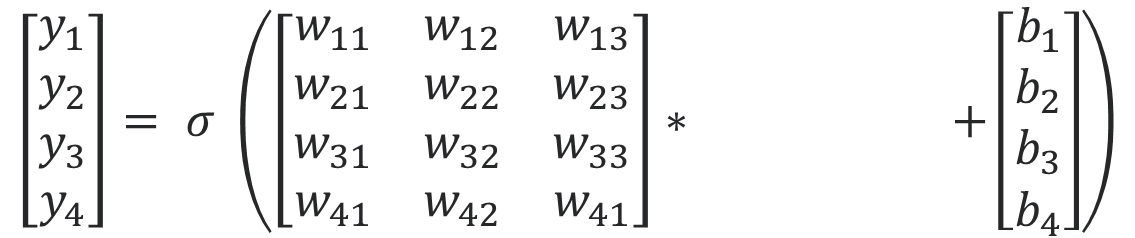 [y₁] = σ ([w₁₁ w₁₂ w₁₃] * + [b₁])
[y₂] [w₂₁ w₂₂ w₂₃] [b₂]
[y₃] [w₃₁ w₃₂ w₃₃] [b₃]
[y₄] [w₄₁ w₄₂ w₄₁] [b₄]